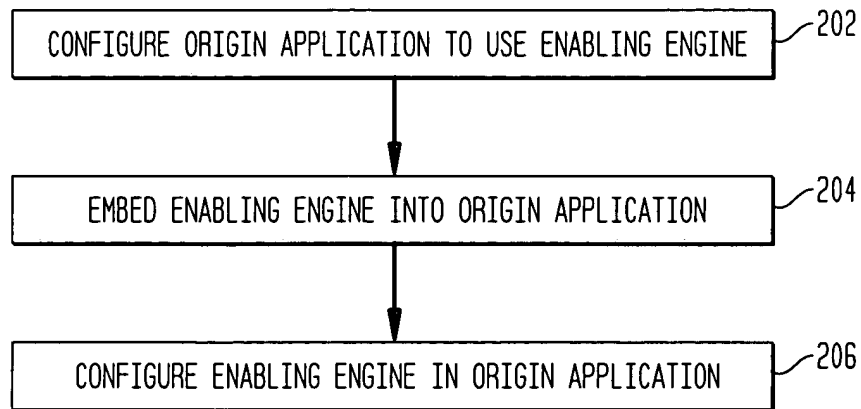 CONFIGURE ORIGIN APPLICATION TO USE ENABLING ENGINE
202
EMBED ENABLING ENGINE INTO ORIGIN APPLICATION
204
CONFIGURE ENABLING ENGINE IN ORIGIN APPLICATION
206